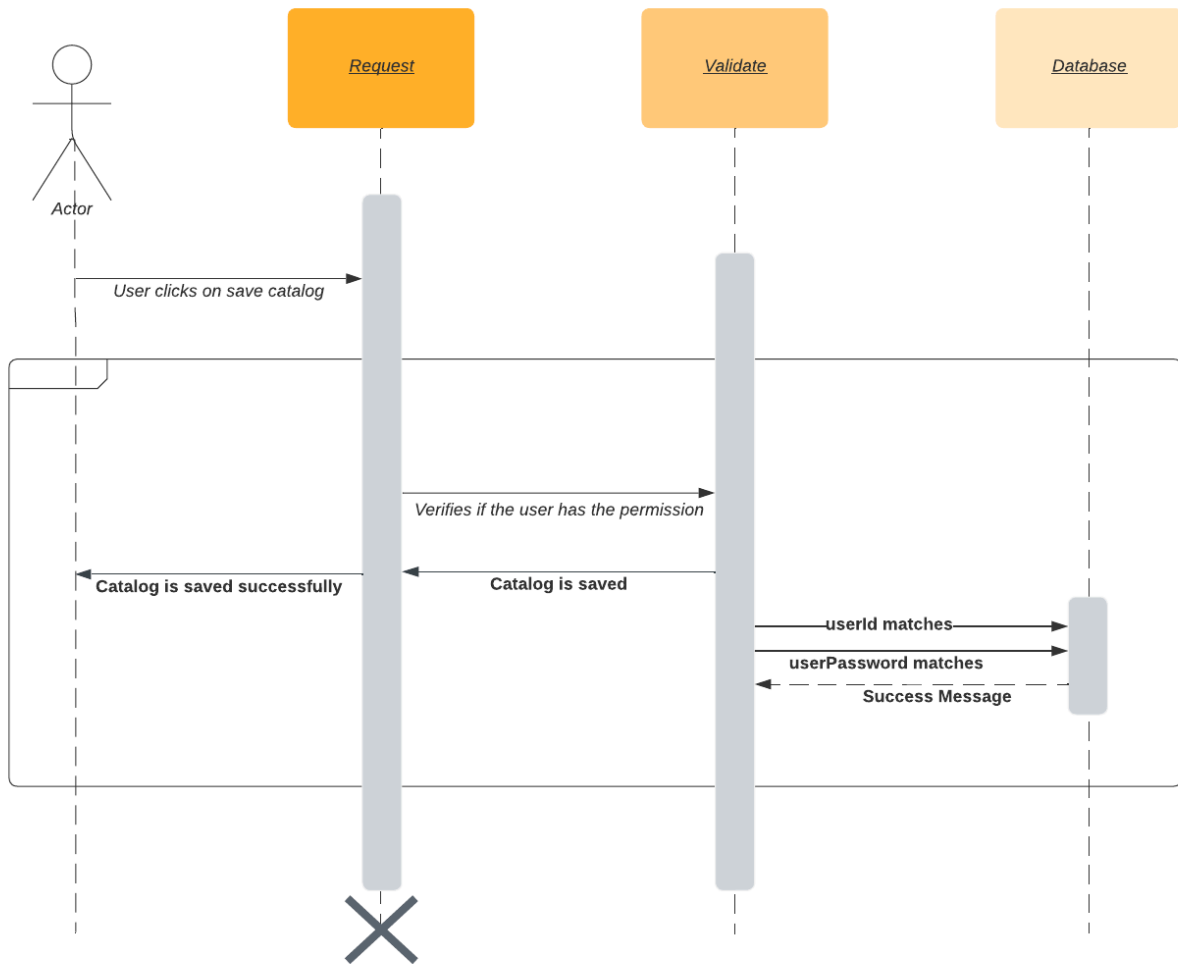 Request
Validate
Database
Actor
User clicks on save catalog
Verifies if the user has the permission
Catalog is saved successfully
Catalog is saved
userId matches
userPassword matches
Success Message